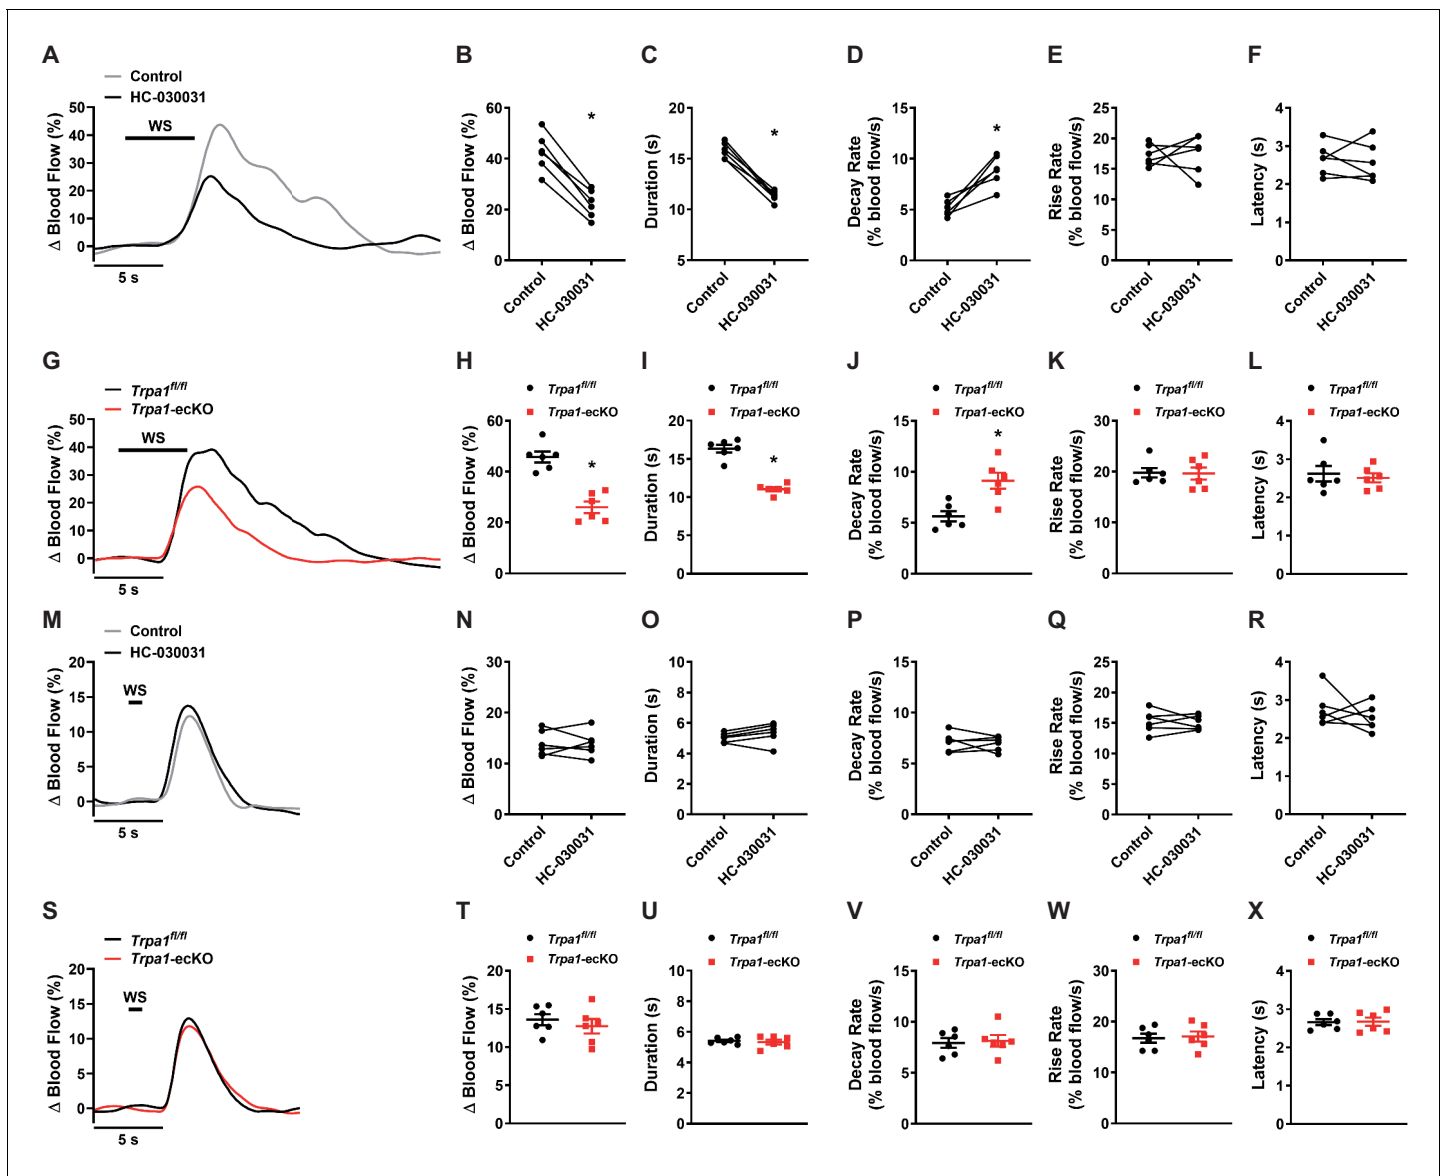 A
Control
HC-030031
Δ Blood Flow (%)
50
40
30
20
10
0
WS
5 s
B
Δ Blood Flow (%)
60
40
20
0
*
Control
HC-030031
C
Duration (s)
20
15
10
5
*
Control
HC-030031
D
Decay Rate
(% blood flow/s)
15
10
5
0
*
Control
HC-030031
E
Rise Rate
(% blood flow/s)
25
20
15
10
5
0
Control
HC-030031
F
Latency (s)
4
3
2
1
0
Control
HC-030031
G
Trpa1fl/fl
Trpa1-ecKO
Δ Blood Flow (%)
50
40
30
20
10
0
WS
5 s
H
Trpa1fl/fl
Trpa1-ecKO
Δ Blood Flow (%)
60
40
20
0
*
I
Trpa1fl/fl
Trpa1-ecKO
Duration (s)
20
15
10
5
0
*
J
Trpa1fl/fl
Trpa1-ecKO
Decay Rate
(% blood flow/s)
15
10
5
0
*
K
Trpa1fl/fl
Trpa1-ecKO
Rise Rate
(% blood flow/s)
30
20
10
0
L
Trpa1fl/fl
Trpa1-ecKO
Latency (s)
4
3
2
1
0
M
Control
HC-030031
Δ Blood Flow (%)
20
15
10
5
0
WS
5 s
N
Δ Blood Flow (%)
30
20
10
0
Control
HC-030031
O
Duration (s)
10
8
6
4
2
0
Control
HC-030031
P
Decay Rate
(% blood flow/s)
15
10
5
0
Control
HC-030031
Q
Rise Rate
(% blood flow/s)
25
20
15
10
5
0
Control
HC-030031
R
Latency (s)
4
3
2
1
0
Control
HC-030031
S
Trpa1fl/fl
Trpa1-ecKO
Δ Blood Flow (%)
20
15
10
5
0
WS
5 s
T
Trpa1fl/fl
Trpa1-ecKO
Δ Blood Flow (%)
20
15
10
5
0
U
Trpa1fl/fl
Trpa1-ecKO
Duration (s)
10
8
6
4
2
0
V
Trpa1fl/fl
Trpa1-ecKO
Decay Rate
(% blood flow/s)
15
10
5
0
W
Trpa1fl/fl
Trpa1-ecKO
Rise Rate
(% blood flow/s)
30
20
10
0
X
Trpa1fl/fl
Trpa1-ecKO
Latency (s)
4
3
2
1
0